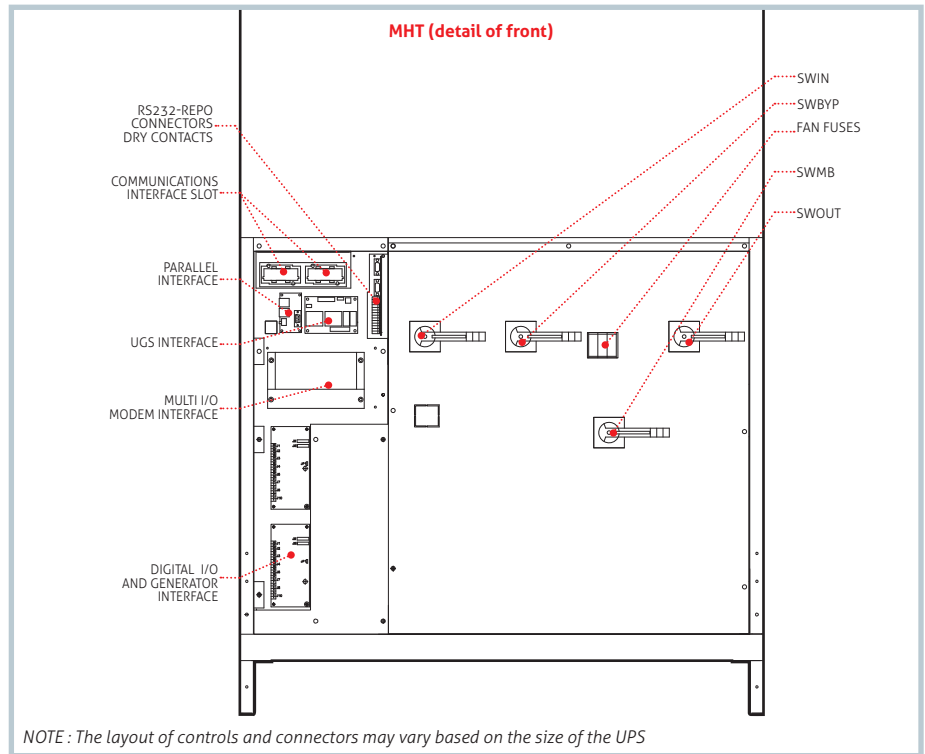 MHT (detail of front)
RS232-REPO
CONNECTORS
DRY CONTACTS
COMMUNICATIONS
INTERFACE SLOT
PARALLEL
INTERFACE
UGS INTERFACE
MULTI I/O
MODEM INTERFACE
DIGITAL I/O
AND GENERATOR
INTERFACE
SWIN
SWBYP
FAN FUSES
SWMB
SWOUT
NOTE : The layout of controls and connectors may vary based on the size of the UPS